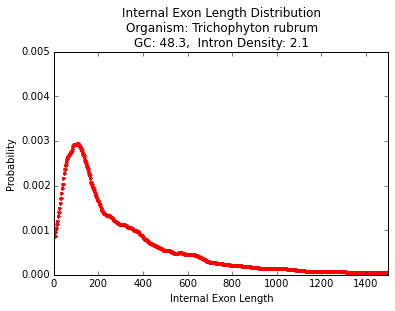 Internal Exon Length Distribution
Organism: Trichophyton rubrum
GC: 48.3,  Intron Density: 2.1
0.005
0.004
0.003
0.002
0.001
0.000
Probability
0
200
400
600
800
1000
1200
1400
Internal Exon Length